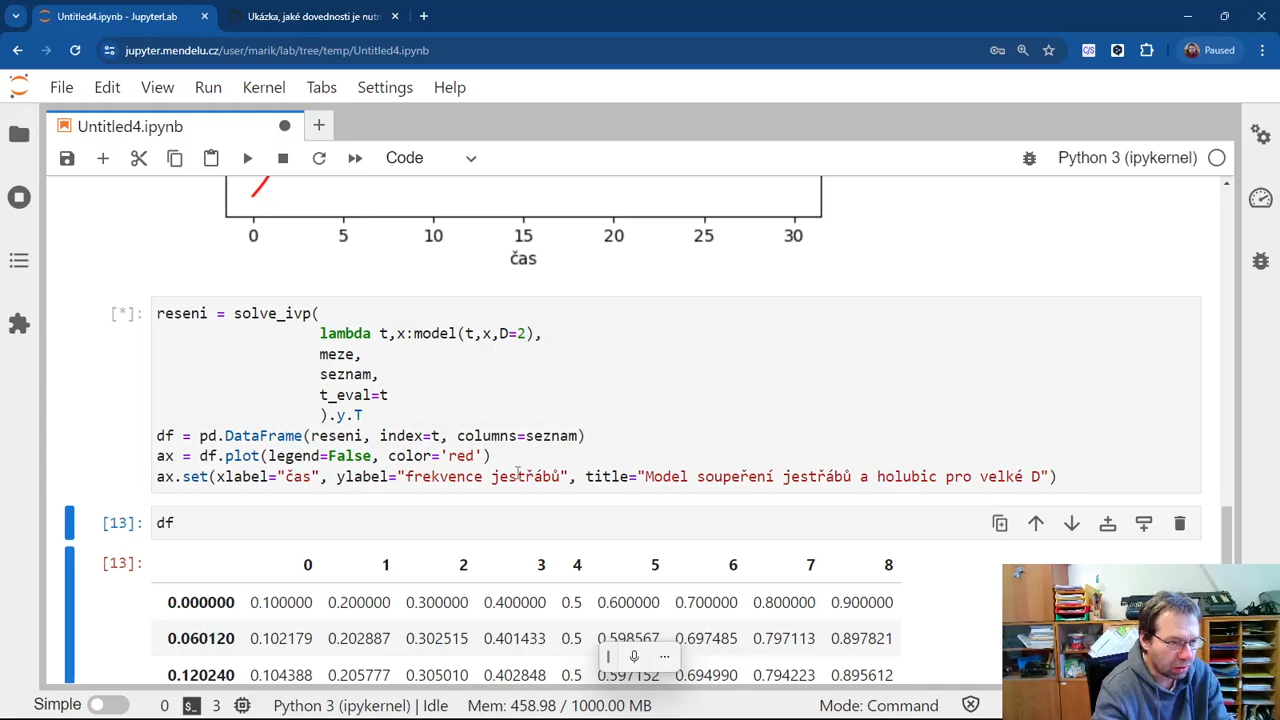 Untitled4.ipynb - JupyterLab
Ukázka, jaké dovednosti je nutn
jupyter.mendelu.cz/user/marik/lab/tree/temp/Untitled4.ipynb
Paused
File Edit View Run Kernel Tabs Settings Help
Untitled4.ipynb
Code
Python 3 (ipykernel)
0 5 10 15 20 25 30
čas
[*]:
reseni = solve_ivp(
lambda t,x:model(t,x,D=2),
meze,
seznam,
t_eval=t
).y.T
df = pd.DataFrame(reseni, index=t, columns=seznam)
ax = df.plot(legend=False, color='red')
ax.set(xlabel="čas", ylabel="frekvence jestřábů", title="Model soupeření jestřábů a holubic pro velké D")
[13]: df
[13]: 0 1 2 3 4 5 6 7 8
0.000000 0.100000 0.200000 0.300000 0.400000 0.5 0.600000 0.700000 0.800000 0.900000
0.060120 0.102179 0.202887 0.302515 0.401433 0.5 0.598567 0.697485 0.797113 0.897821
0.120240 0.104388 0.205777 0.305010 0.402848 0.5 0.597152 0.694990 0.794223 0.895612
Simple 0 3 Python 3 (ipykernel) | Idle Mem: 458.98 / 1000.00 MB Mode: Command